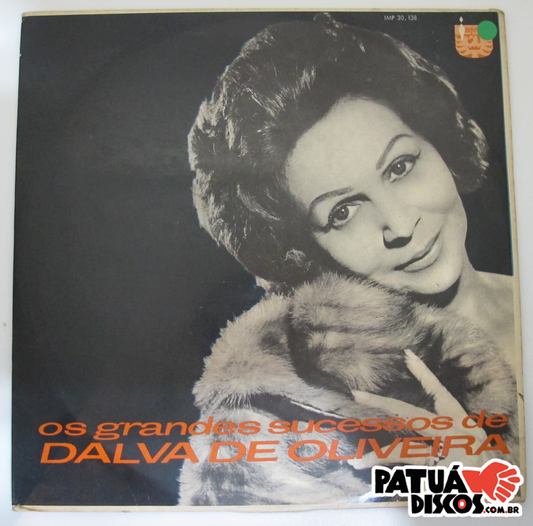 IMP 30.138
os grandes sucessos de
DALVA DE OLIVEIRA
PATUÁ
DISCOS.COM.BR